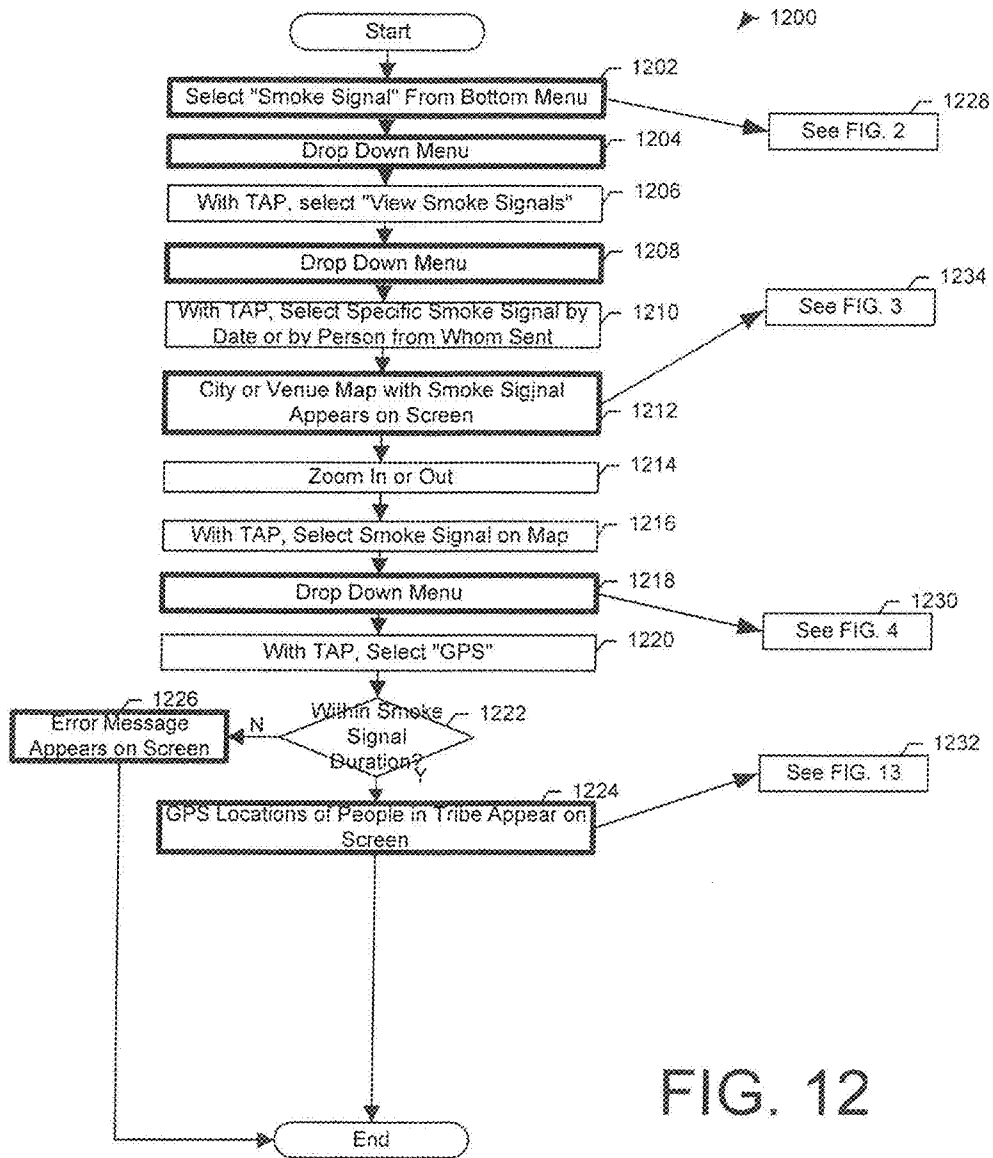 1200
Start
1202
Select "Smoke Signal" From Bottom Menu
1228
See FIG. 2
1204
Drop Down Menu
1206
With TAP, select "View Smoke Signals"
1208
Drop Down Menu
1234
See FIG. 3
With TAP, Select Specific Smoke Signal by
1210
Date or by Person from Whom Sent
City or Venue Map with Smoke Signal
1212
Appears on Screen
1214
Zoom In or Out
1216
With TAP, Select Smoke Signal on Map
1218
Drop Down Menu
1230
See FIG. 4
1220
With TAP, Select "GPS"
1226
Error Message
Appears on Screen
N
Within Smoke
1222
Signal
Duration?
Y
1232
See FIG. 13
1224
GPS Locations of People in Tribe Appear on
Screen
End
FIG. 12